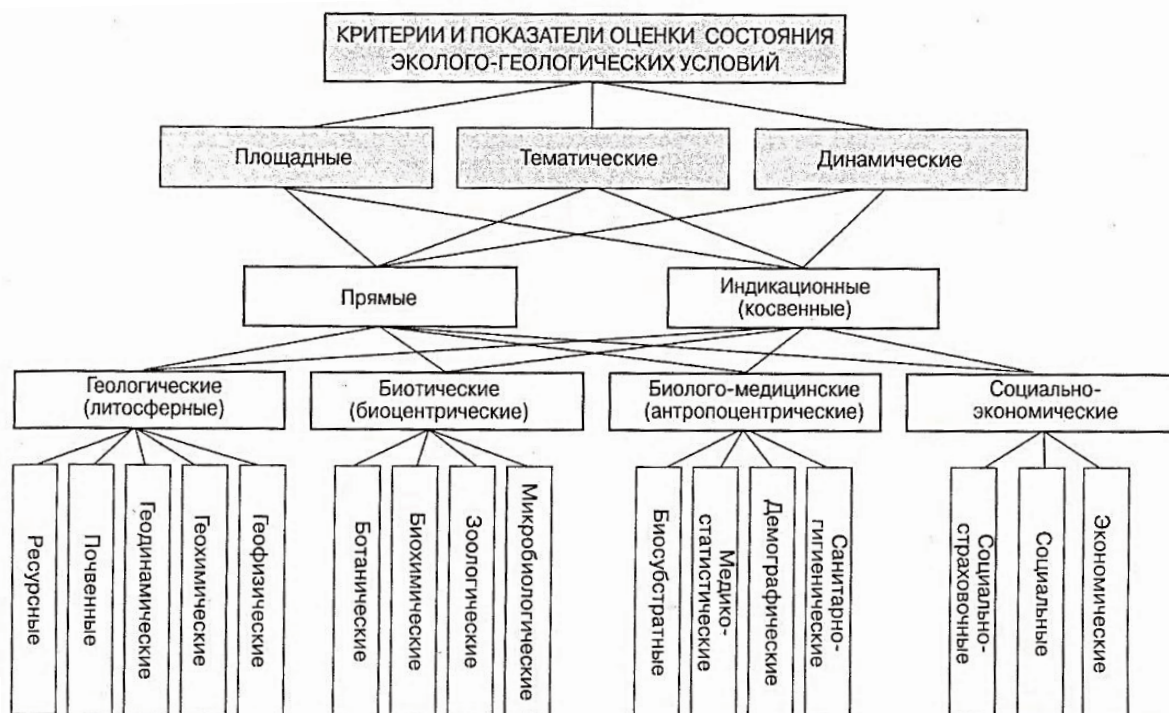 КРИТЕРИИ И ПОКАЗАТЕЛИ ОЦЕНКИ СОСТОЯНИЯ
ЭКОЛОГО-ГЕОЛОГИЧЕСКИХ УСЛОВИЙ
Площадные
Тематические
Динамические
Прямые
Индикационные
(косвенные)
Геологические
(литосферные)
Биотические
(биоцентрические)
Биолого-медицинские
(антропоцентрические)
Социально-
экономические
Ресурсные
Почвенные
Геодинамические
Геохимические
Геофизические
Ботанические
Биохимические
Зоологические
Микробиологические
Биосубстратные
Медико-
статистические
Демографические
Санитарно-
гигиенические
Социально-
страховочные
Социальные
Экономические